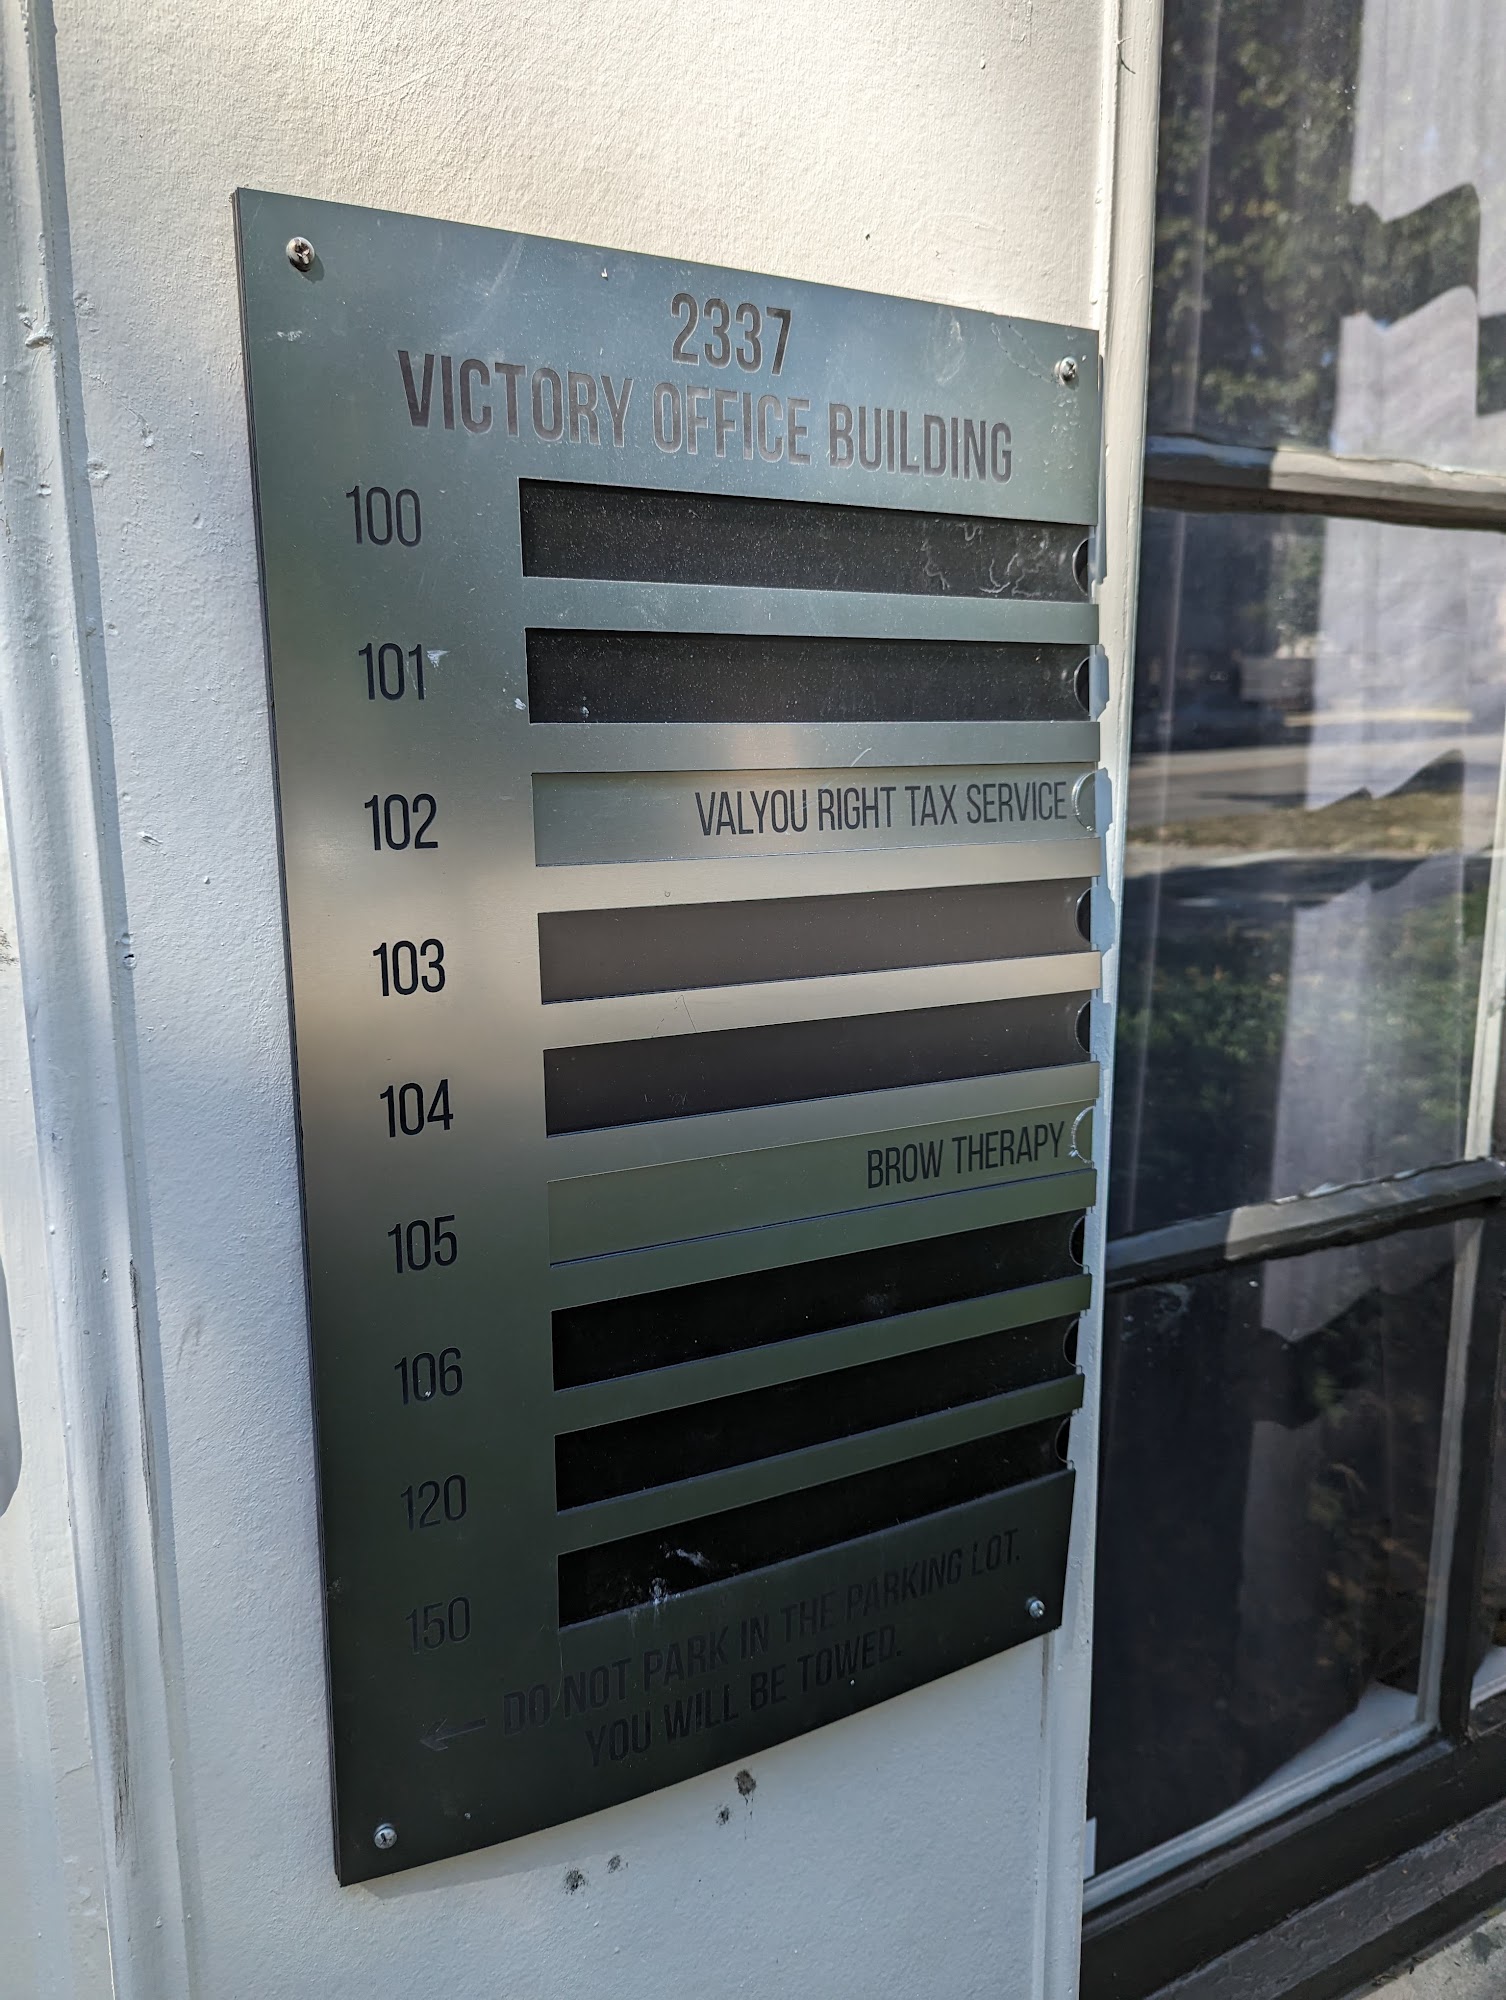 2337
VICTORY OFFICE BUILDING
100
101
102 VALYOU RIGHT TAX SERVICE
103
104
105 BROW THERAPY
106
120
150
← DO NOT PARK IN THE PARKING LOT.
YOU WILL BE TOWED.